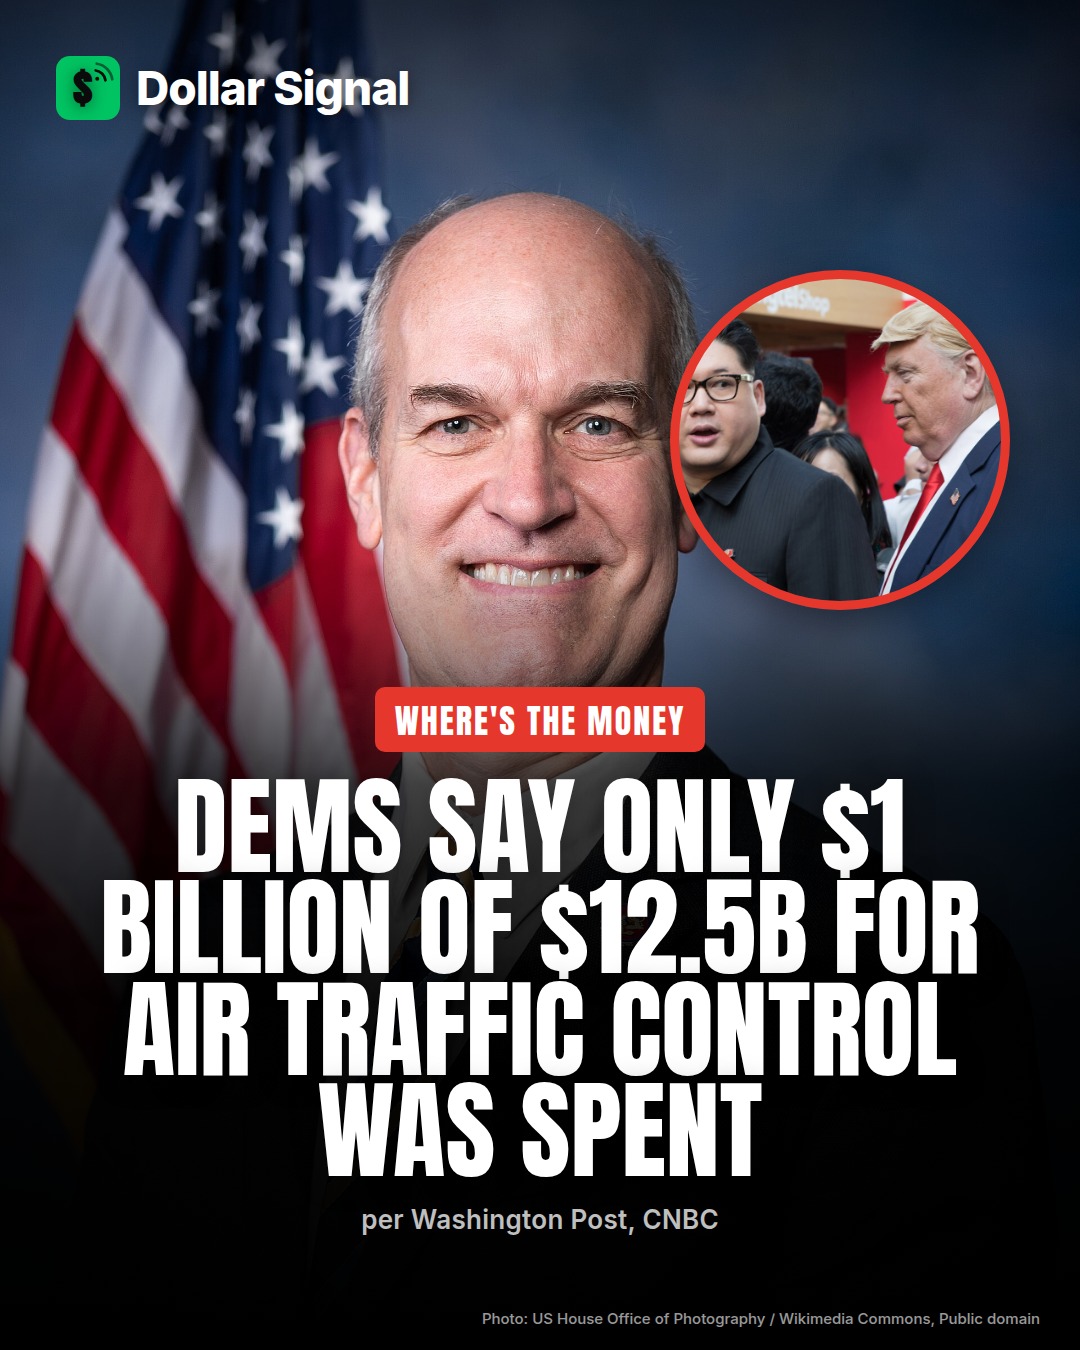 Dollar Signal
WHERE'S THE MONEY
DEMS SAY ONLY $1
BILLION OF $12.5B FOR
AIR TRAFFIC CONTROL
WAS SPENT
per Washington Post, CNBC
Photo: US House Office of Photography / Wikimedia Commons, Public domain